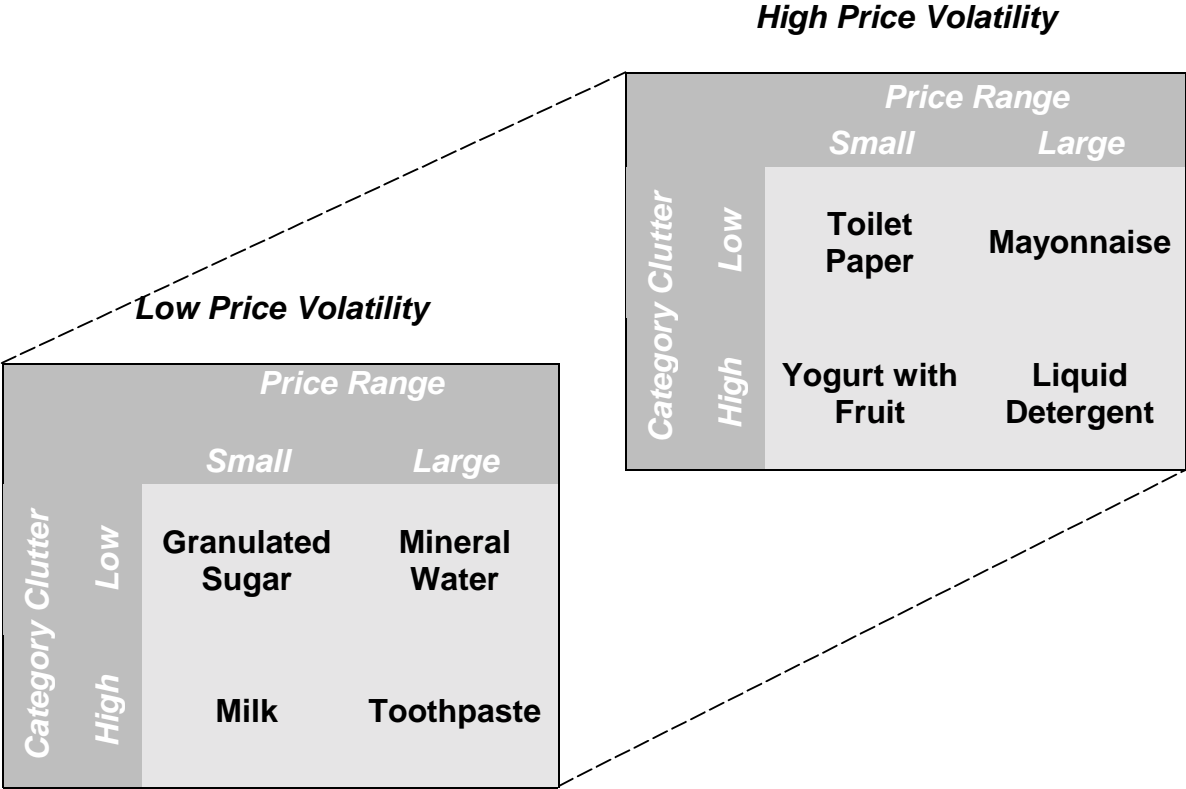 High Price Volatility
Price Range
Small Large
Category Clutter
Low
Toilet
Paper
Mayonnaise
High
Yogurt with
Fruit
Liquid
Detergent
Low Price Volatility
Price Range
Small Large
Category Clutter
Low
Granulated
Sugar
Mineral
Water
High
Milk
Toothpaste